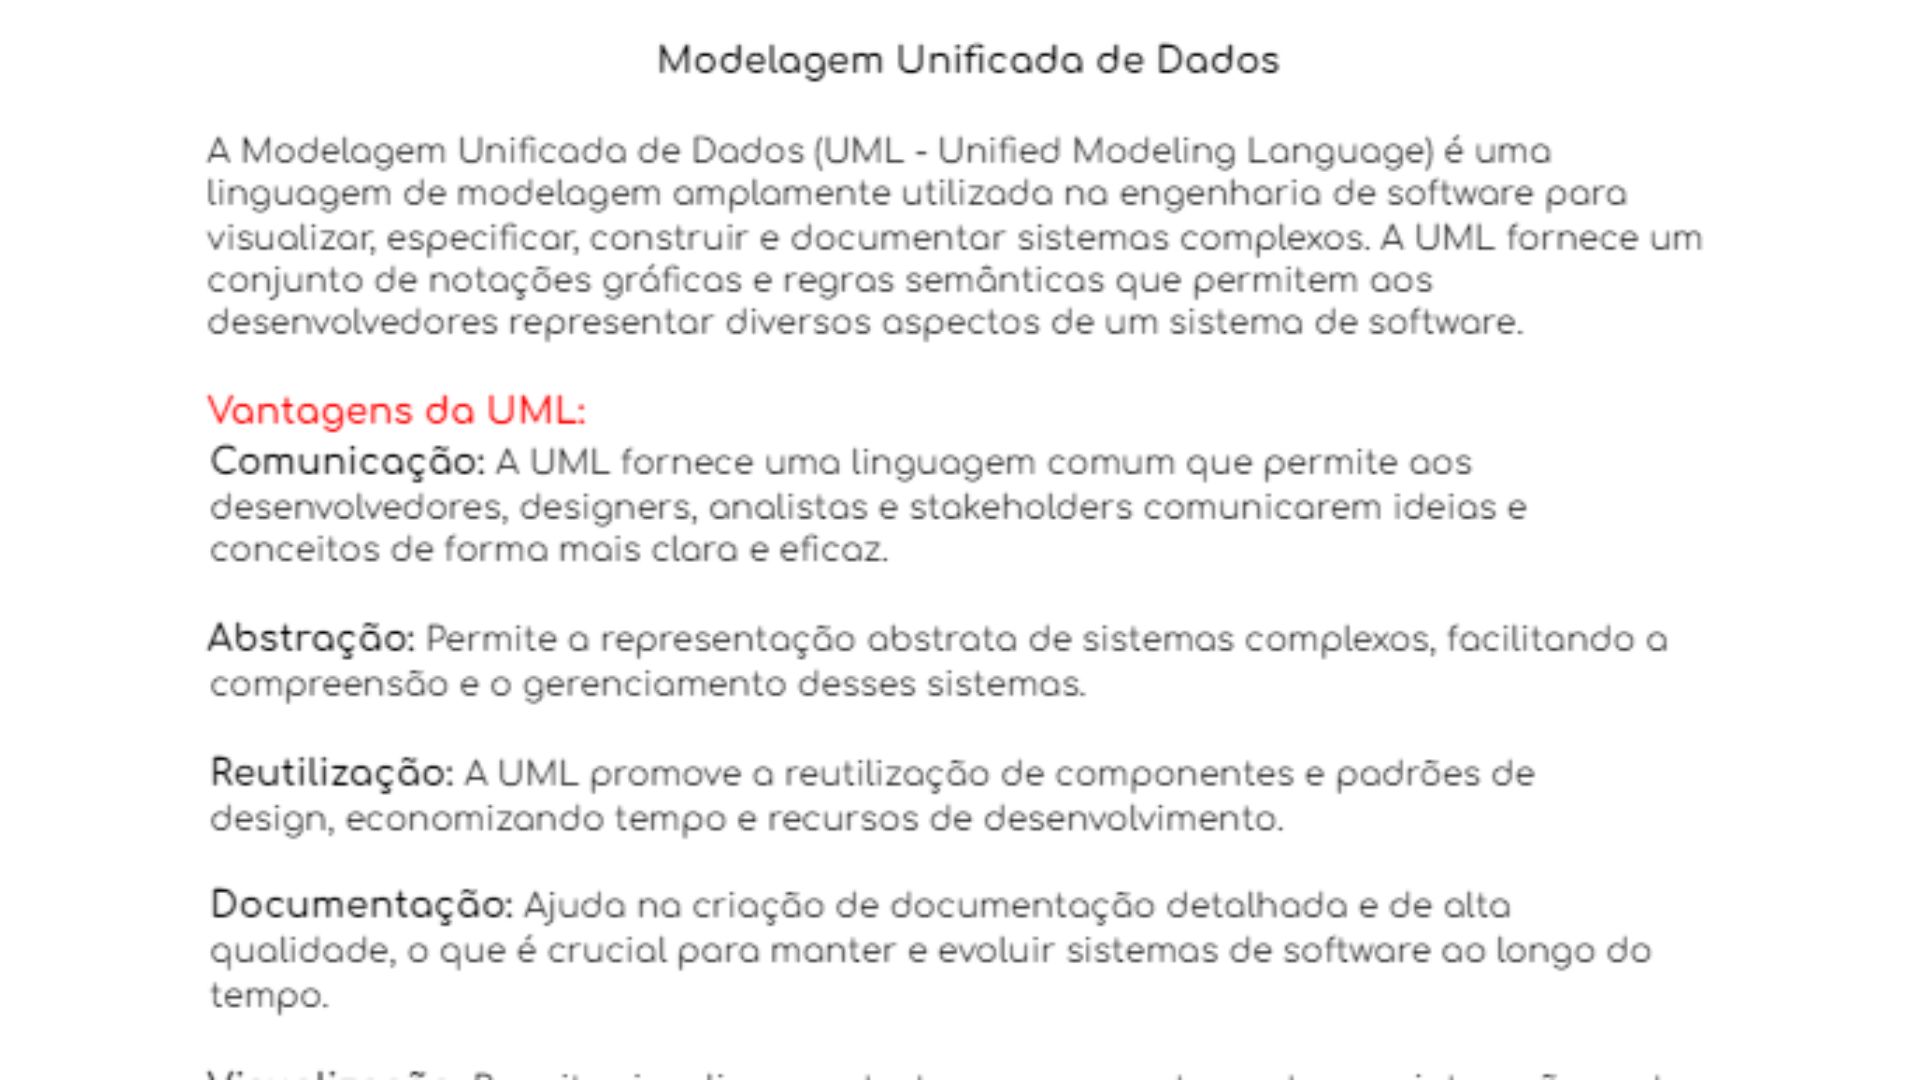 Modelagem Unificada de Dados
A Modelagem Unificada de Dados (UML - Unified Modeling Language) é uma
linguagem de modelagem amplamente utilizada na engenharia de software para
visualizar, especificar, construir e documentar sistemas complexos. A UML fornece um
conjunto de notações gráficas e regras semânticas que permitem aos
desenvolvedores representar diversos aspectos de um sistema de software.
Vantagens da UML:
Comunicação: A UML fornece uma linguagem comum que permite aos
desenvolvedores, designers, analistas e stakeholders comunicarem ideias e
conceitos de forma mais clara e eficaz.
Abstração: Permite a representação abstrata de sistemas complexos, facilitando a
compreensão e o gerenciamento desses sistemas.
Reutilização: A UML promove a reutilização de componentes e padrões de
design, economizando tempo e recursos de desenvolvimento.
Documentação: Ajuda na criação de documentação detalhada e de alta
qualidade, o que é crucial para manter e evoluir sistemas de software ao longo do
tempo.